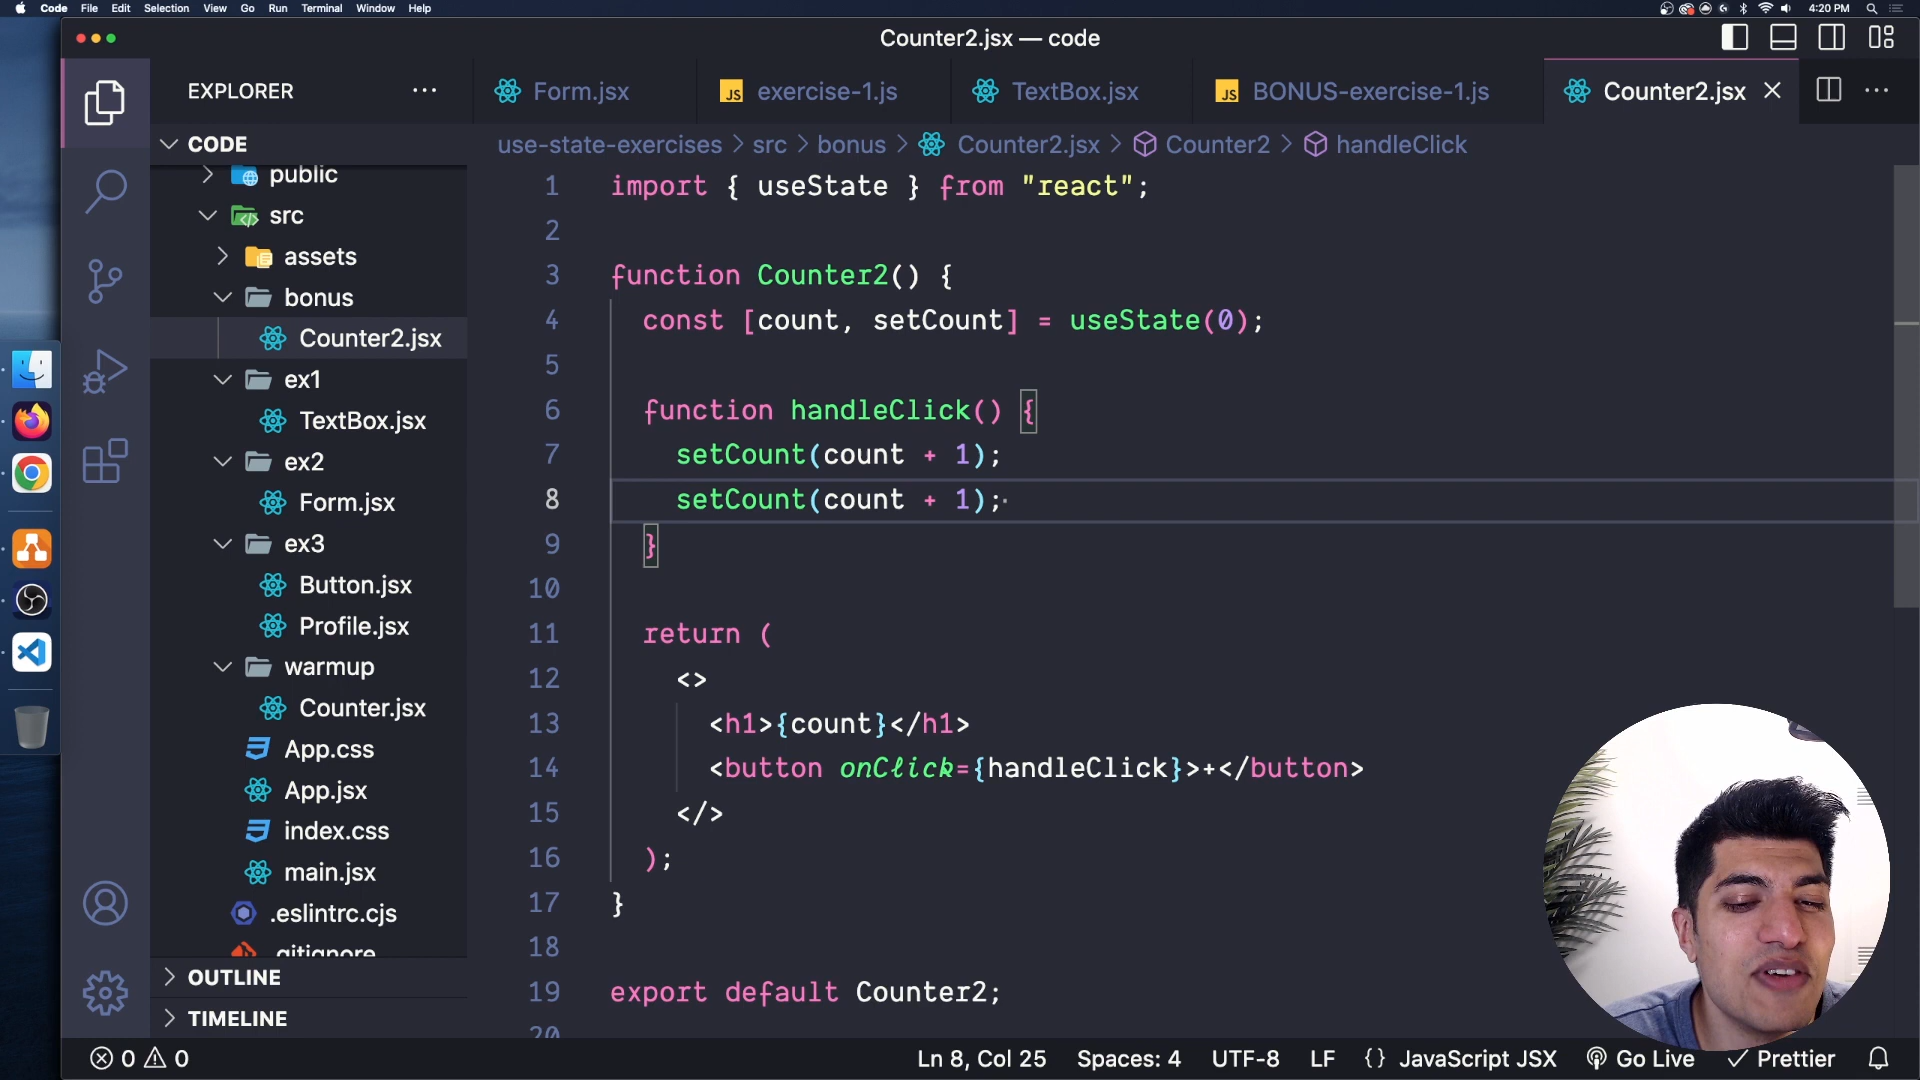 Code File Edit Selection View Go Run Terminal Window Help
4:20 PM
Counter2.jsx — code
EXPLORER
Form.jsx
JS exercise-1.js
TextBox.jsx
JS BONUS-exercise-1.js
Counter2.jsx
CODE
use-state-exercises > src > bonus > Counter2.jsx > Counter2 > handleClick
public
src
assets
bonus
Counter2.jsx
ex1
TextBox.jsx
ex2
Form.jsx
ex3
Button.jsx
Profile.jsx
warmup
Counter.jsx
App.css
App.jsx
index.css
main.jsx
.eslintrc.cjs
.gitignore
OUTLINE
TIMELINE
1 import { useState } from "react";
2
3 function Counter2() {
4 const [count, setCount] = useState(0);
5
6 function handleClick() {
7 setCount(count + 1);
8 setCount(count + 1);
9 }
10
11 return (
12 <>
13 <h1>{count}</h1>
14 <button onClick={handleClick}>+</button>
15 </>
16 );
17 }
18
19 export default Counter2;
20
0 0
Ln 8, Col 25 Spaces: 4 UTF-8 LF {} JavaScript JSX Go Live Prettier